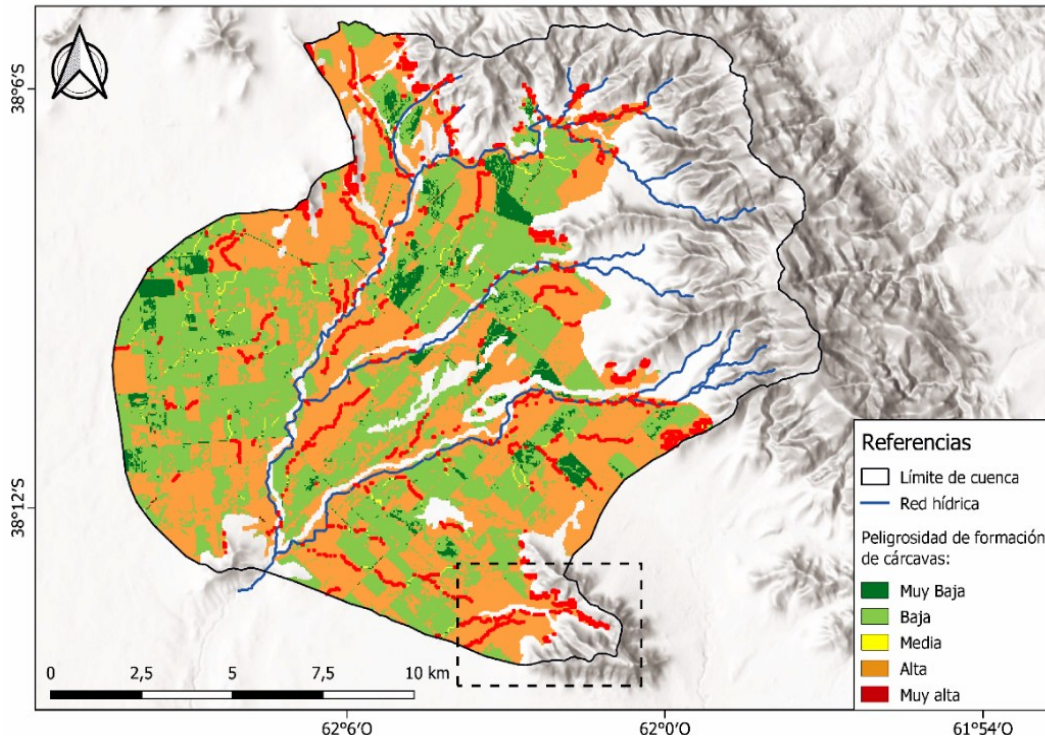 38°6'S
38°12'S
0 2,5 5 7,5 10 km
62°6'O 62°0'O 61°54'O
Referencias
Límite de cuenca
Red hídrica
Peligrosidad de formación
de cárcavas:
Muy Baja
Baja
Media
Alta
Muy alta